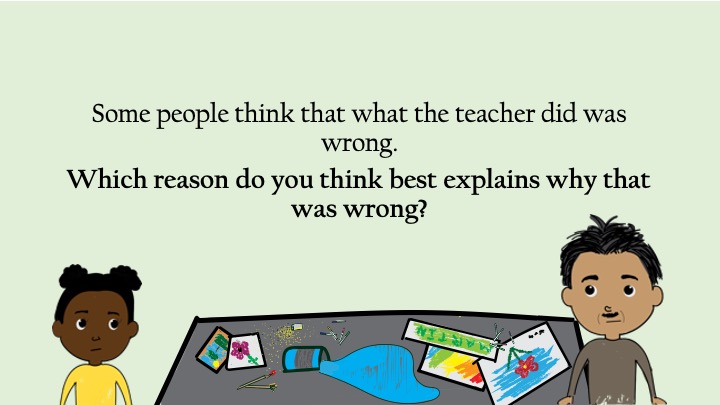 Some people think that what the teacher did was
wrong.
Which reason do you think best explains why that
was wrong?
MARTIN